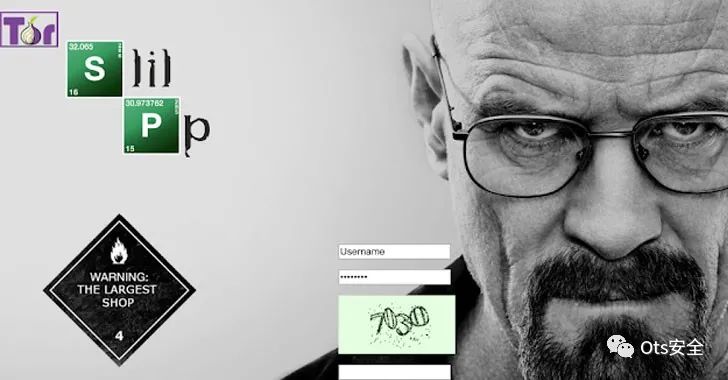 Tor
32.065
S lil
16
30.973762
P p
15
WARNING:
THE LARGEST
SHOP
4
Username
••••••••
7030
Ots安全